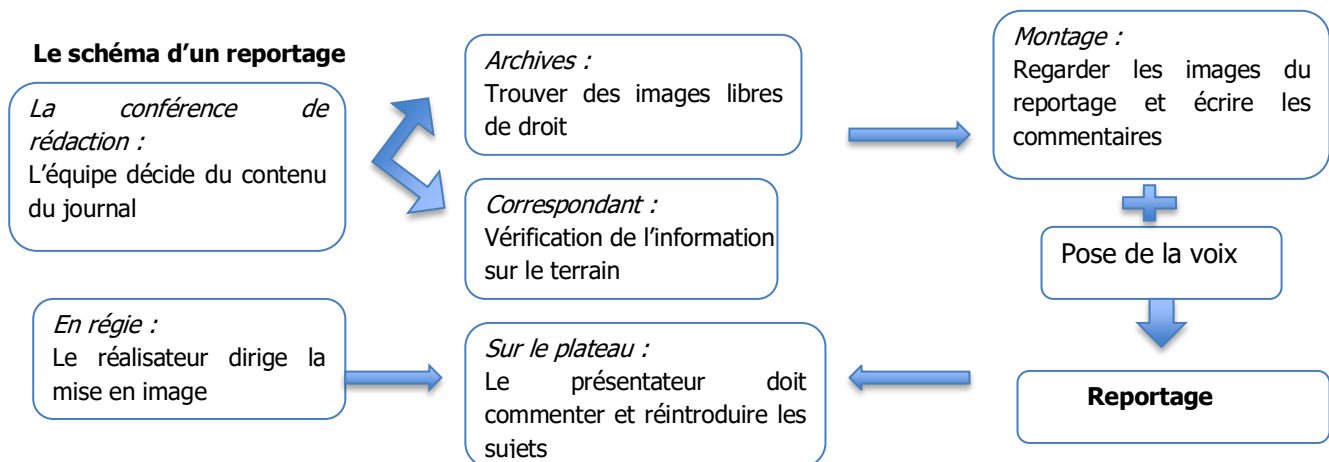 Le schéma d’un reportage
La conférence de
rédaction :
L’équipe décide du contenu
du journal
Archives :
Trouver des images libres
de droit
Correspondant :
Vérification de l’information
sur le terrain
Montage :
Regarder les images du
reportage et écrire les
commentaires
Pose de la voix
Reportage
En régie :
Le réalisateur dirige la
mise en image
Sur le plateau :
Le présentateur doit
commenter et réintroduire les
sujets